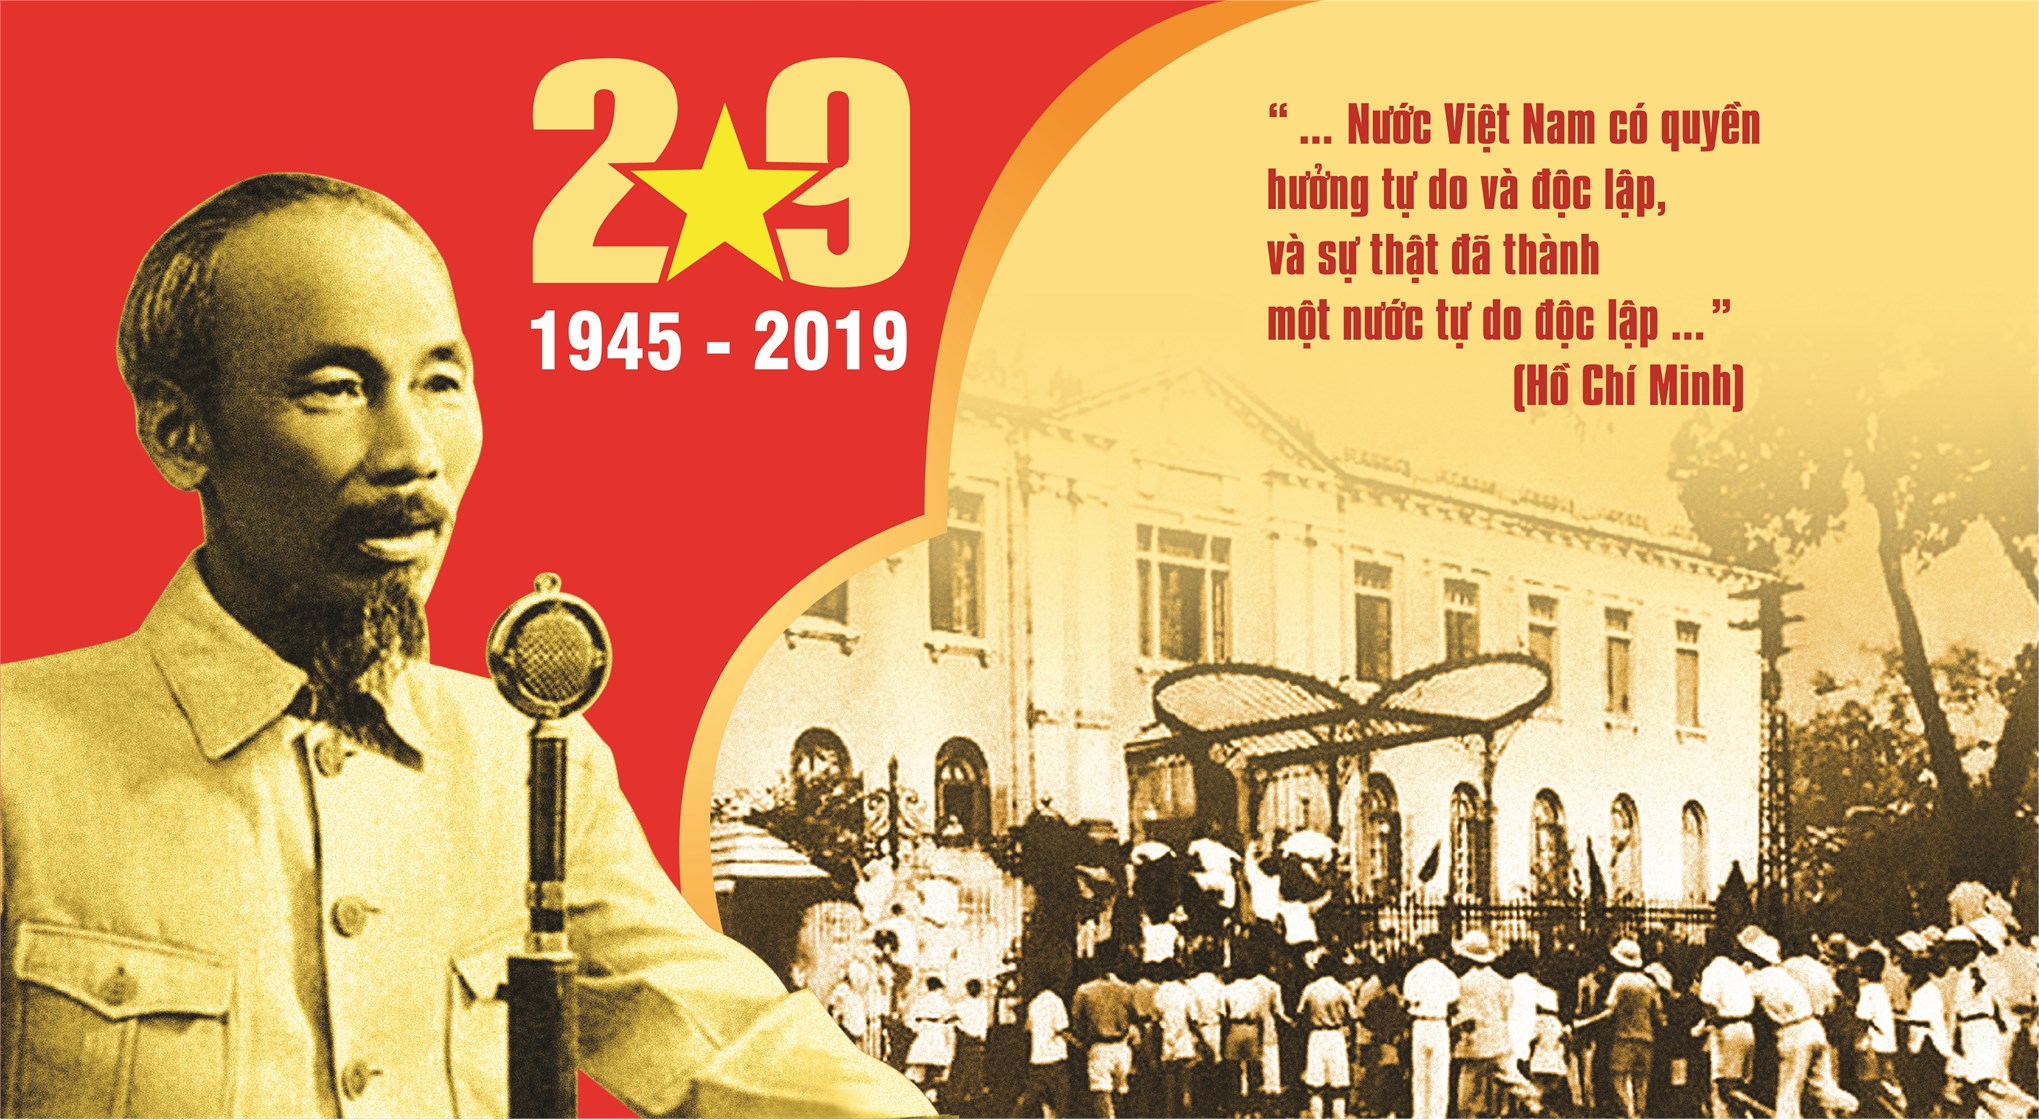 2 9
1945 - 2019
“ ... Nước Việt Nam có quyền
hưởng tự do và độc lập,
và sự thật đã thành
một nước tự do độc lập ...”
(Hồ Chí Minh)